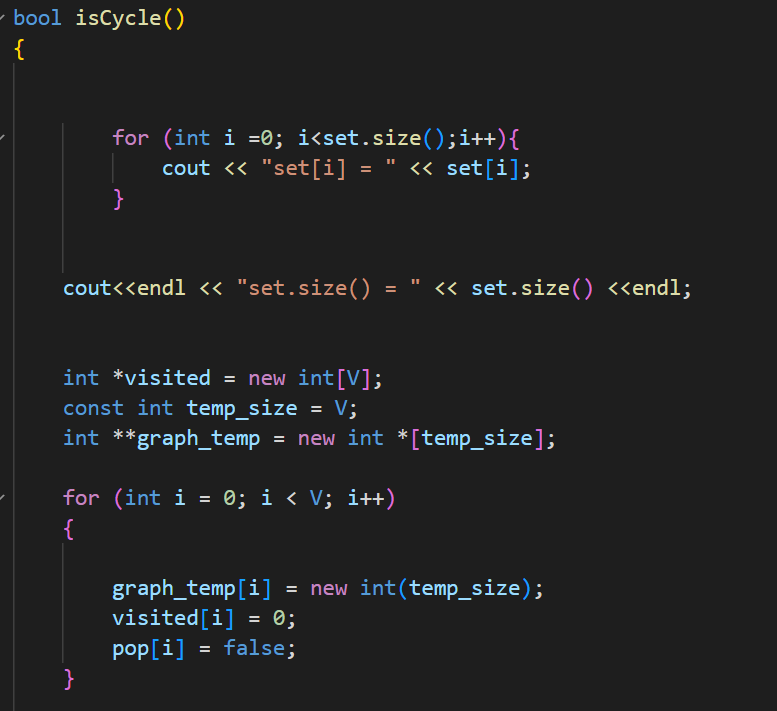 bool isCycle()
{
for (int i =0; i<set.size();i++){
cout << "set[i] = " << set[i];
}
cout<<endl << "set.size() = " << set.size() <<endl;
int *visited = new int[V];
const int temp_size = V;
int **graph_temp = new int *[temp_size];
for (int i = 0; i < V; i++)
{
graph_temp[i] = new int(temp_size);
visited[i] = 0;
pop[i] = false;
}